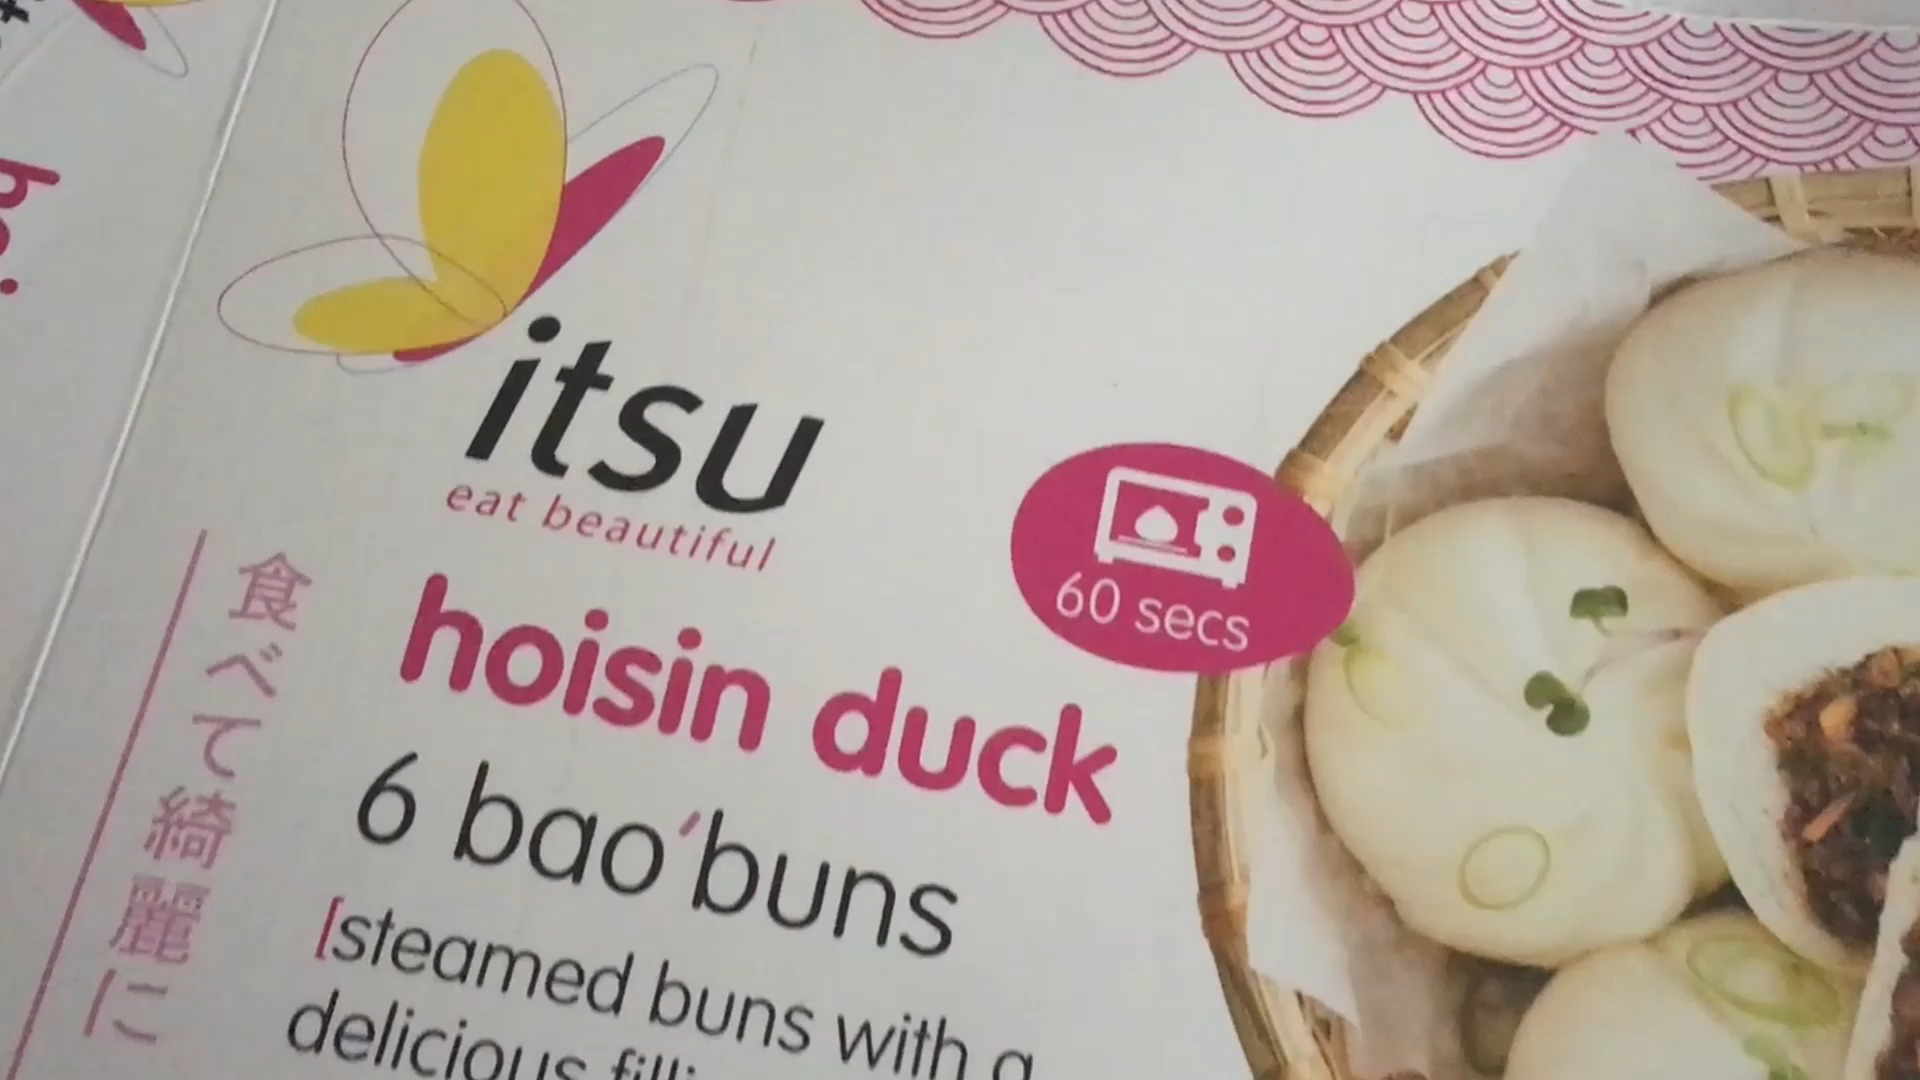 itsu
eat beautiful
60 secs
hoisin duck
6 bao'buns
[steamed buns with a
delicious
食べて綺麗に